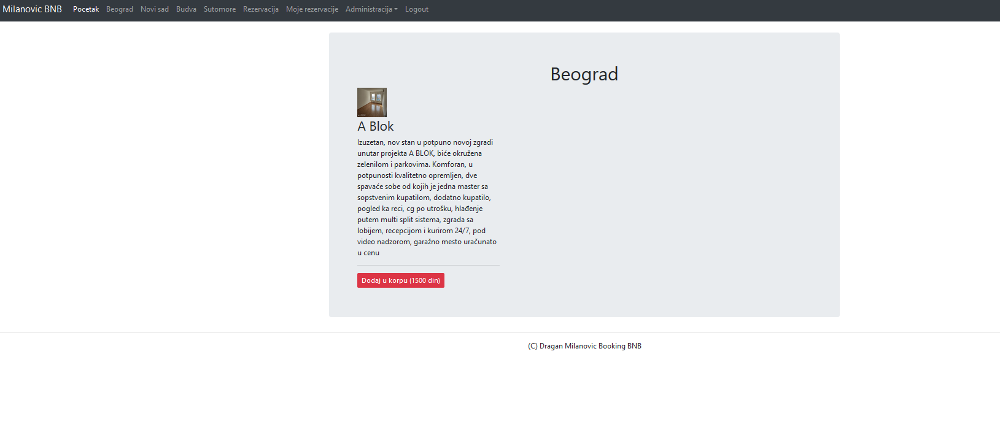 Milanovic BNB Pocetak Beograd Novi sad Budva Sutomore Rezervacija Moje rezervacije Administracija Logout
Beograd
A Blok
Izuzetan, nov stan u potpuno novoj zgradi
unutar projekta A BLOK, biće okružena
zelenilom i parkovima. Komforan, u
potpunosti kvalitetno opremljen, dve
spavaće sobe od kojih je jedna master sa
sopstvenim kupatilom, dodatno kupatilo,
pogled ka reci, cg po utrošku, hlađenje
putem multi split sistema, zgrada sa
lobijem, recepcijom i kurirom 24/7, pod
video nadzorom, garažno mesto uračunato
u cenu
Dodaj u korpu (1500 din)
(C) Dragan Milanovic Booking BNB